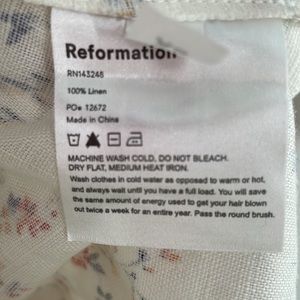 Reformation
RN143248
100% Linen
PO# 12672
Made in China
MACHINE WASH COLD, DO NOT BLEACH.
DRY FLAT, MEDIUM HEAT IRON.
Wash clothes in cold water as opposed to warm or hot,
and always wait until you have a full load. You will save
the same amount of energy used to get your hair blown
out twice a week for an entire year. Pass the round brush.